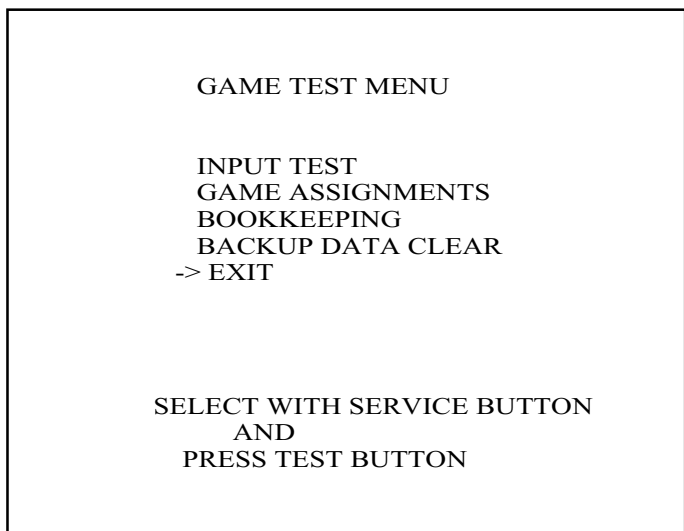 GAME TEST MENU
INPUT TEST
GAME ASSIGNMENTS
BOOKKEEPING
BACKUP DATA CLEAR
-> EXIT
SELECT WITH SERVICE BUTTON
AND
PRESS TEST BUTTON